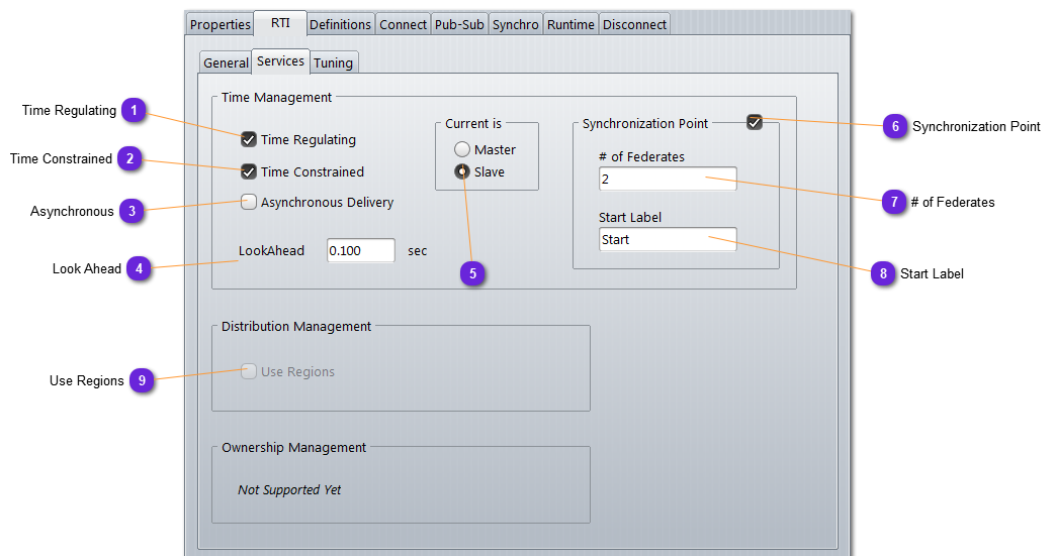 Properties RTI Definitions Connect Pub-Sub Synchro Runtime Disconnect
General Services Tuning
Time Management
Time Regulating 1
Time Regulating
Time Constrained 2
Time Constrained
Asynchronous 3
Asynchronous Delivery
Look Ahead 4
LookAhead 0.100 sec
Current is
Master
Slave
5
Synchronization Point
6 Synchronization Point
# of Federates
2
7 # of Federates
Start Label
Start
8 Start Label
Distribution Management
Use Regions 9
Use Regions
Ownership Management
Not Supported Yet